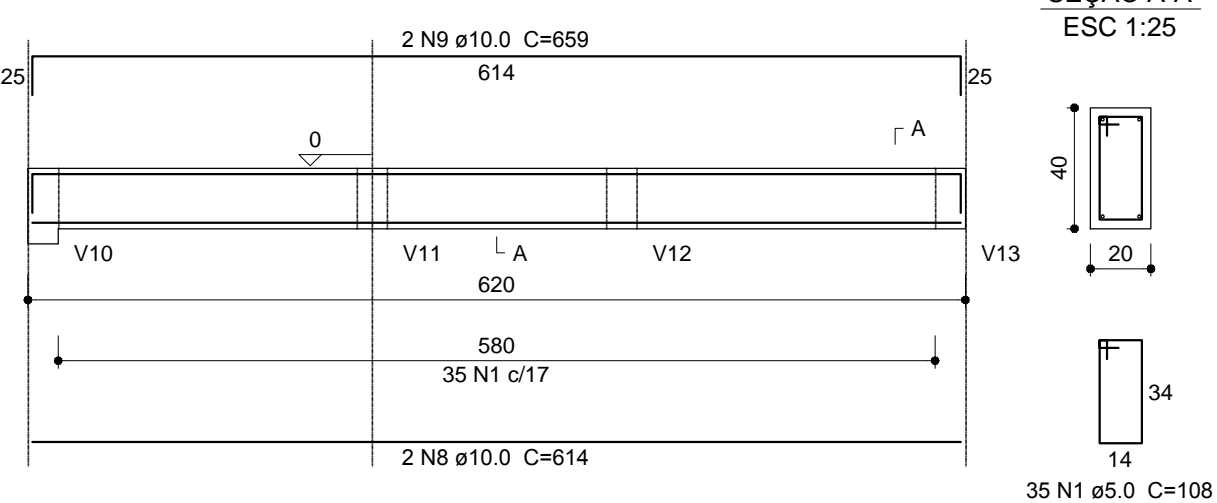 SEÇÃO A-A
ESC 1:25
2 N9 ø10.0 C=659
25
614
25
A
0
40
V10
V11
A
V12
V13
20
620
580
35 N1 c/17
34
2 N8 ø10.0 C=614
14
35 N1 ø5.0 C=108